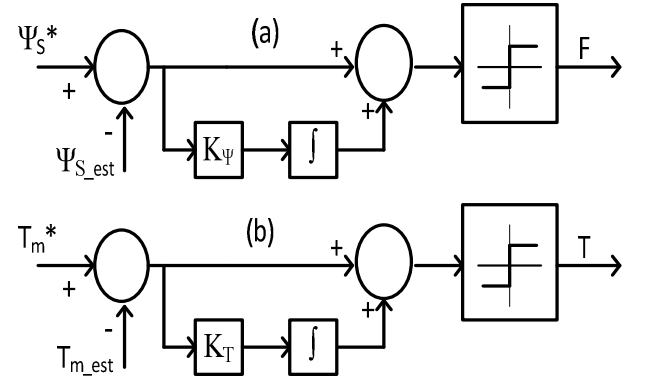 ΨS* (a) + F
+
+
-
KΨ ∫
ΨS_est
Tm* (b) + T
+
+
-
KT ∫
Tm_est